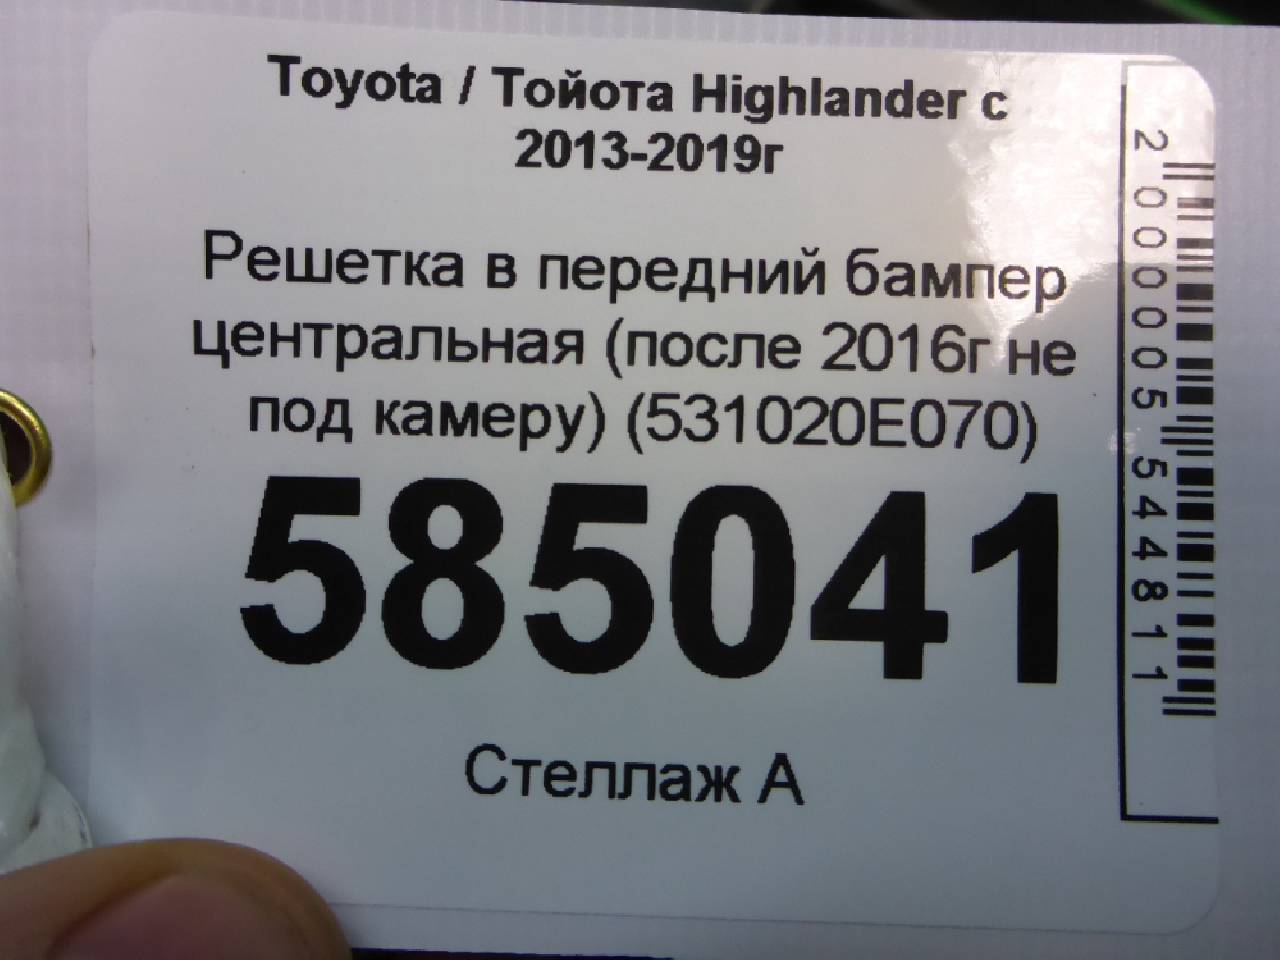 Toyota / Тойота Highlander с
2013-2019г
Решетка в передний бампер
центральная (после 2016г не
под камеру) (531020E070)
585041
Стеллаж А
2000005544811